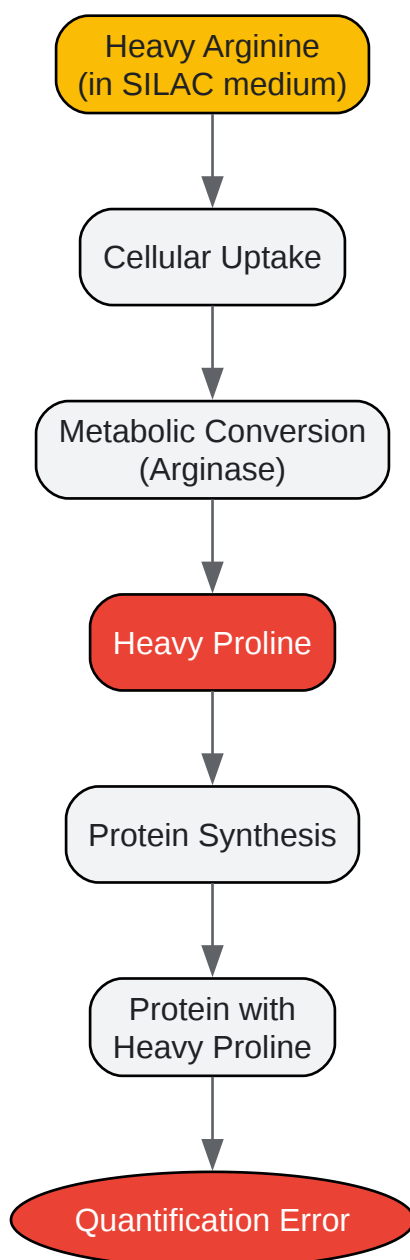 Heavy Arginine
(in SILAC medium)
Cellular Uptake
Metabolic Conversion
(Arginase)
Heavy Proline
Protein Synthesis
Protein with
Heavy Proline
Quantification Error